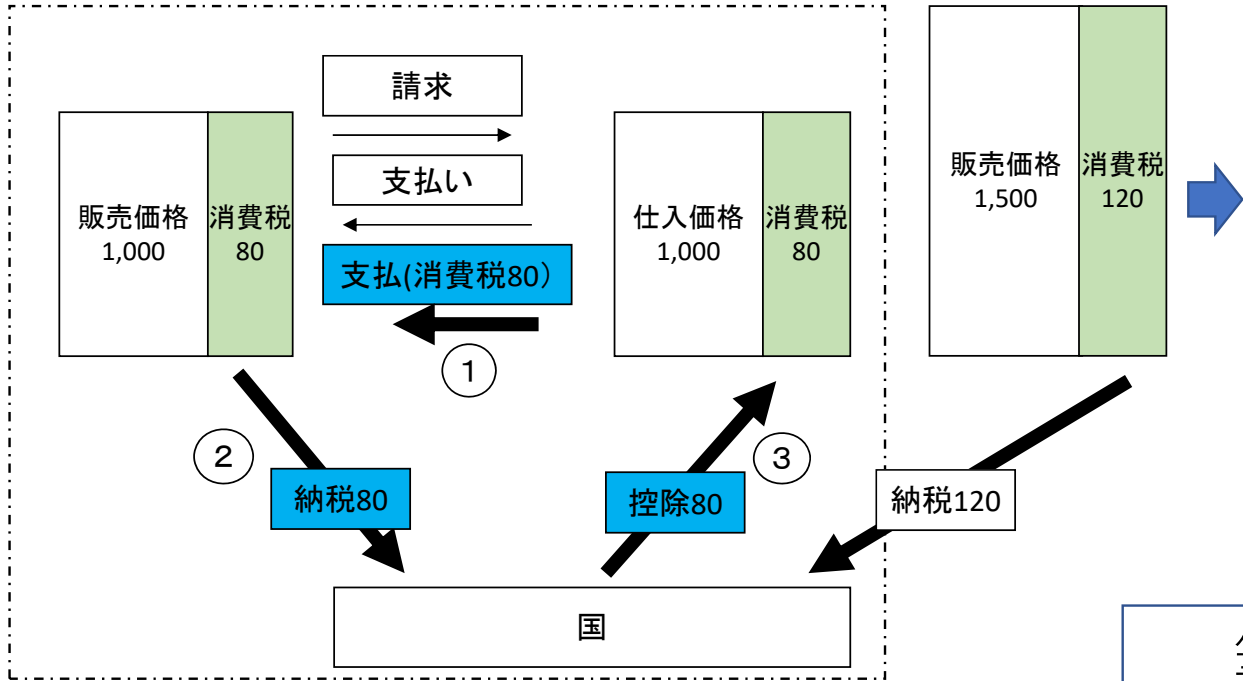 請求
支払い
支払(消費税80）
①
販売価格
1,000
消費税
80
仕入価格
1,000
消費税
80
販売価格
1,500
消費税
120
②
納税80
③
控除80
納税120
国